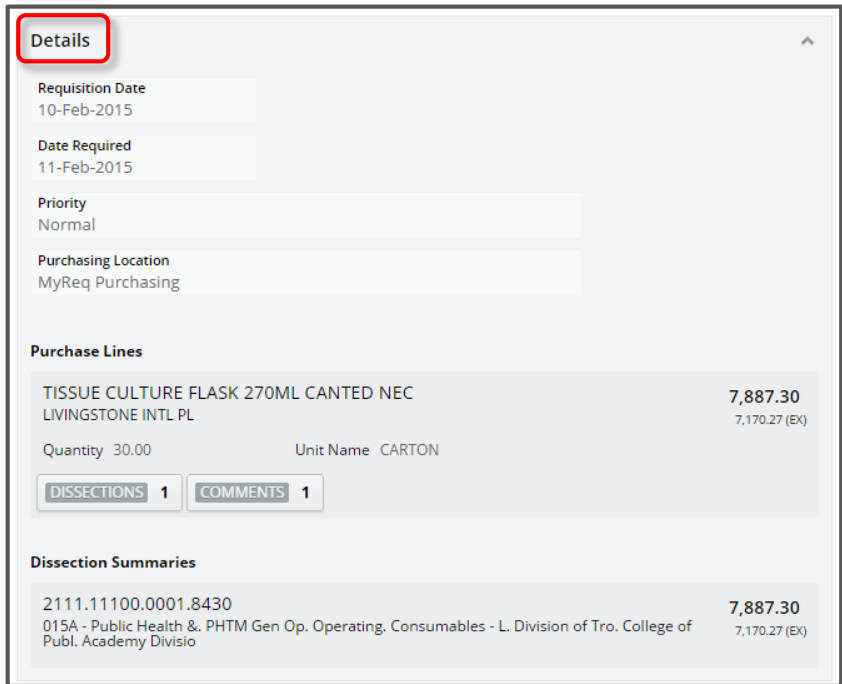 Details
Requisition Date
10-Feb-2015
Date Required
11-Feb-2015
Priority
Normal
Purchasing Location
MyReq Purchasing
Purchase Lines
TISSUE CULTURE FLASK 270ML CANTED NEC 7,887.30
LIVINGSTONE INTL PL 7,170.27 (EX)
Quantity 30.00 Unit Name CARTON
DISSECTIONS 1 COMMENTS 1
Dissection Summaries
2111.11100.0001.8430 7,887.30
015A - Public Health &. PHTM Gen Op. Operating. Consumables - L. Division of Tro. College of 7,170.27 (EX)
Publ. Academy Divisio